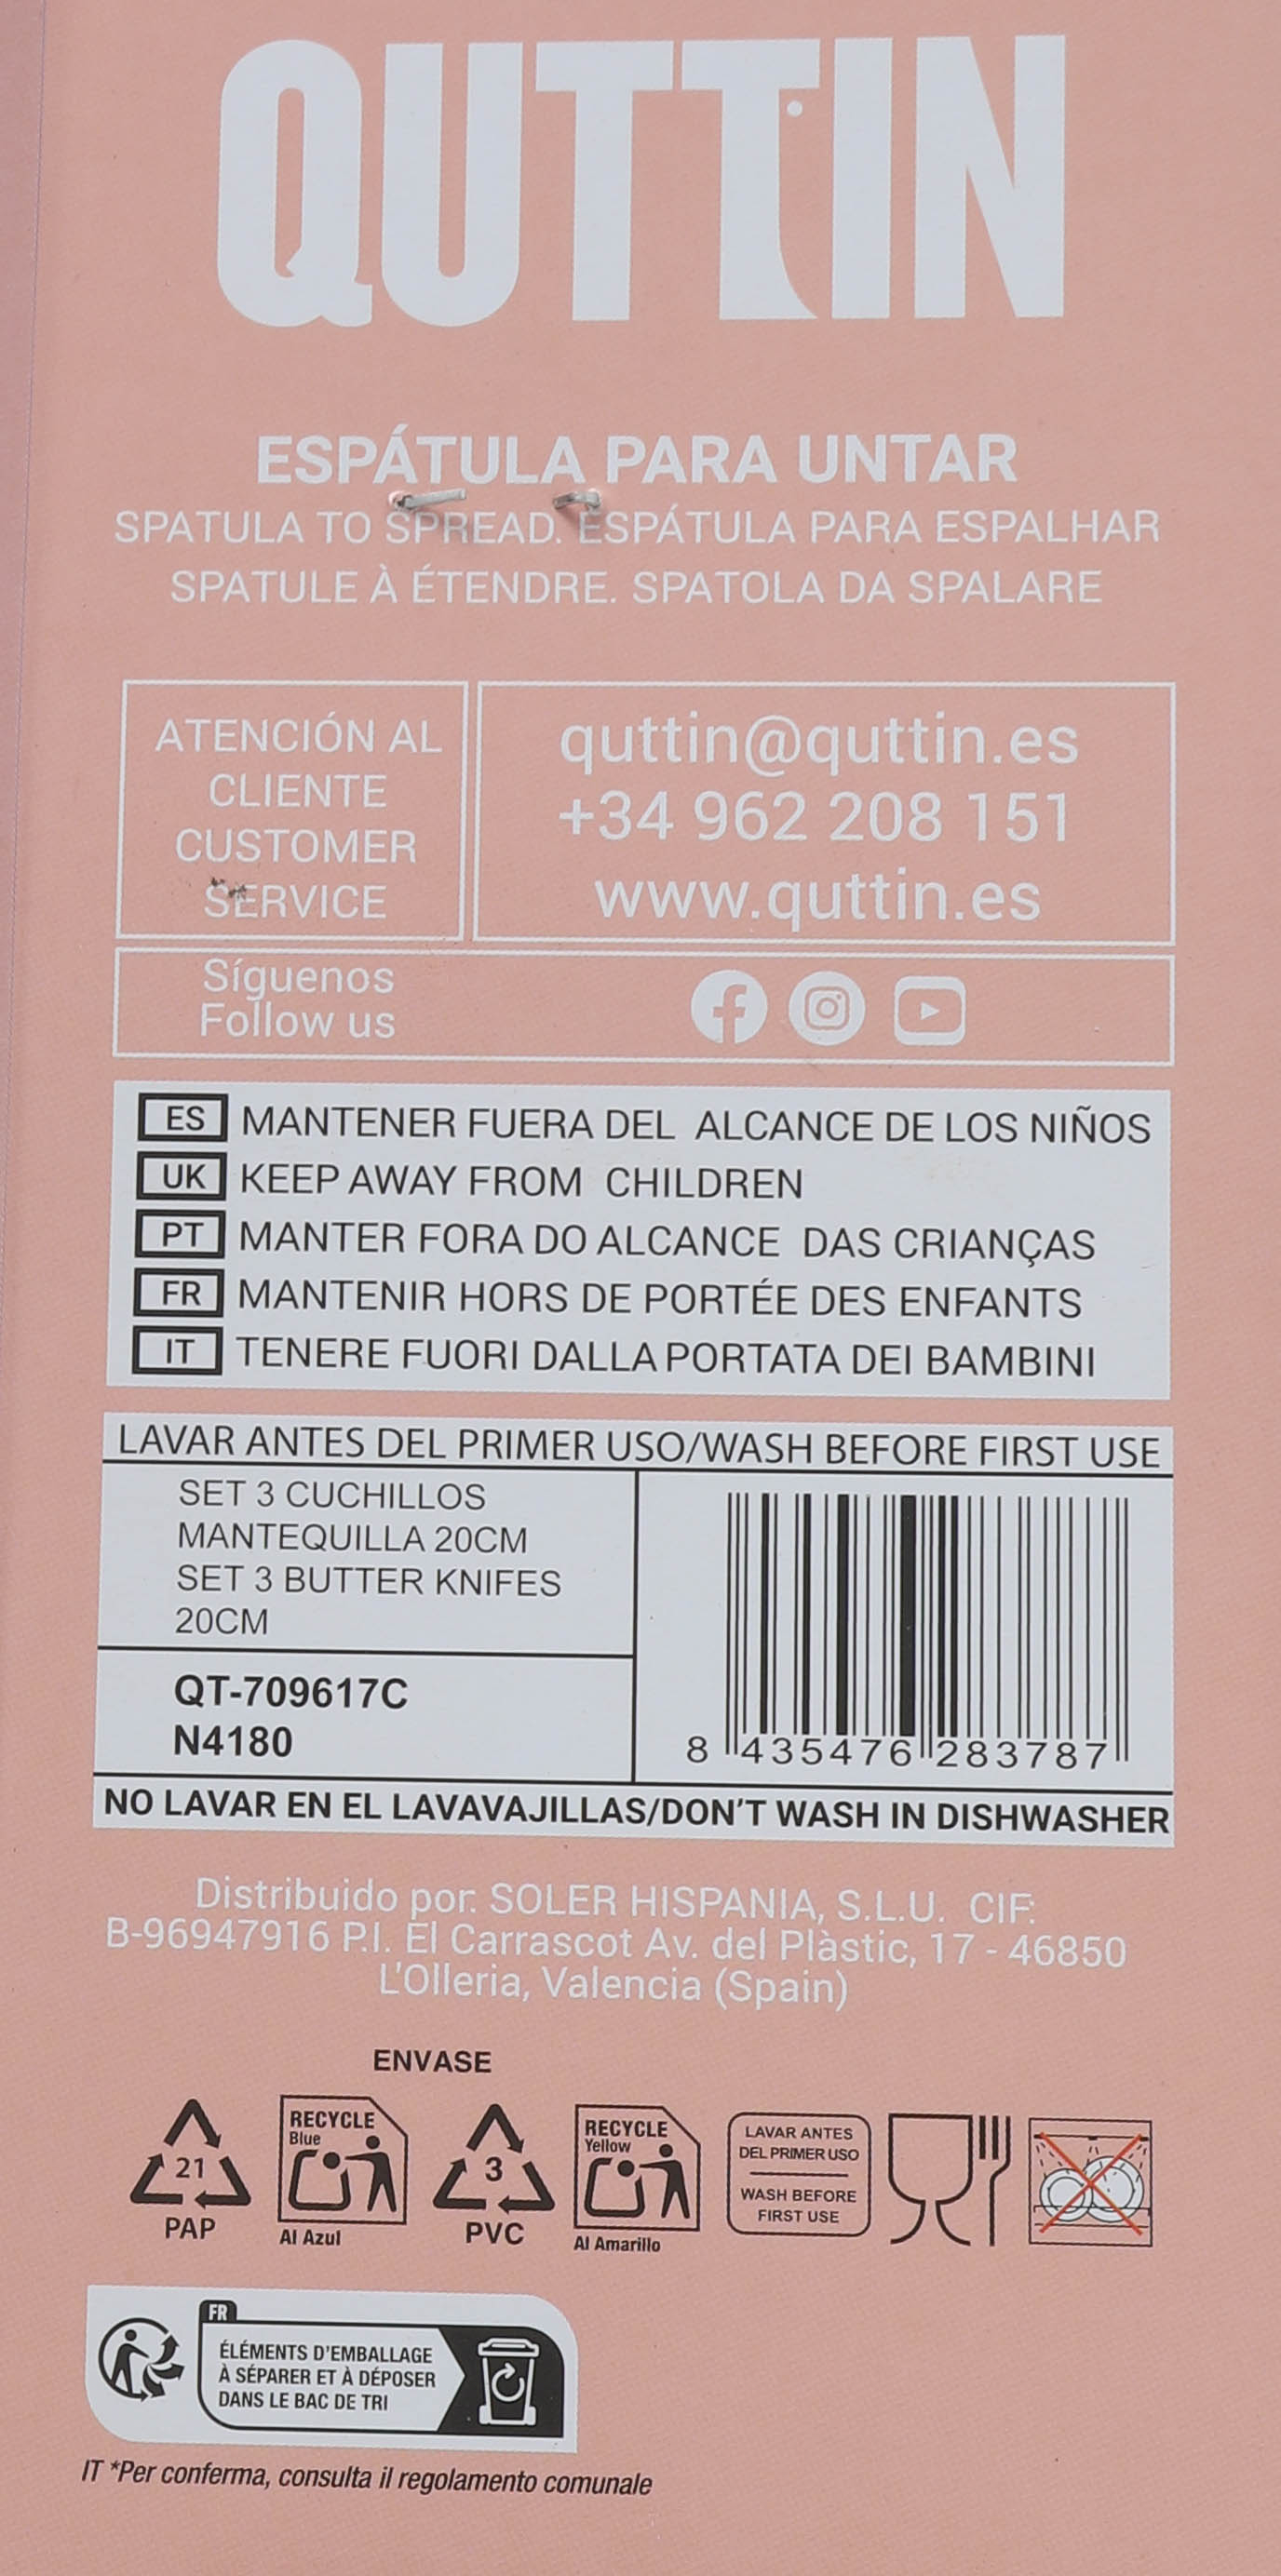 QUTTIN
ESPÁTULA PARA UNTAR
SPATULA TO SPREAD. ESPÁTULA PARA ESPALHAR
SPATULE À ÉTENDRE. SPATOLA DA SPALARE
ATENCIÓN AL
CLIENTE
CUSTOMER
SERVICE
quttin@quttin.es
+34 962 208 151
www.quttin.es
Síguenos
Follow us
ES MANTENER FUERA DEL ALCANCE DE LOS NIÑOS
UK KEEP AWAY FROM CHILDREN
PT MANTER FORA DO ALCANCE DAS CRIANÇAS
FR MANTENIR HORS DE PORTÉE DES ENFANTS
IT TENERE FUORI DALLA PORTATA DEI BAMBINI
LAVAR ANTES DEL PRIMER USO/WASH BEFORE FIRST USE
SET 3 CUCHILLOS
MANTEQUILLA 20CM
SET 3 BUTTER KNIFES
20CM
QT-709617C
N4180
8 435476 283787
NO LAVAR EN EL LAVAVAJILLAS/DON'T WASH IN DISHWASHER
Distribuido por: SOLER HISPANIA, S.L.U. CIF:
B-96947916 P.I. El Carrascot Av. del Plàstic, 17 - 46850
L'Olleria, Valencia (Spain)
ENVASE
21
PAP
RECYCLE
Blue
Al Azul
3
PVC
RECYCLE
Yellow
Al Amarillo
LAVAR ANTES
DEL PRIMER USO
WASH BEFORE
FIRST USE
FR
ÉLÉMENTS D'EMBALLAGE
À SÉPARER ET À DÉPOSER
DANS LE BAC DE TRI
IT *Per conferma, consulta il regolamento comunale